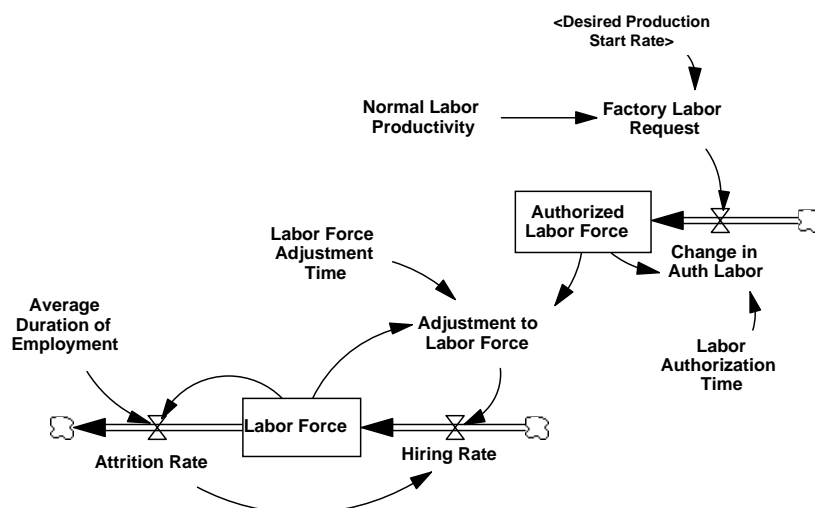 <Desired Production
Start Rate>
Normal Labor
Productivity
Factory Labor
Request
Authorized
Labor Force
Change in
Auth Labor
Labor Force
Adjustment
Time
Average
Duration of
Employment
Adjustment to
Labor Force
Labor
Authorization
Time
Labor Force
Attrition Rate
Hiring Rate